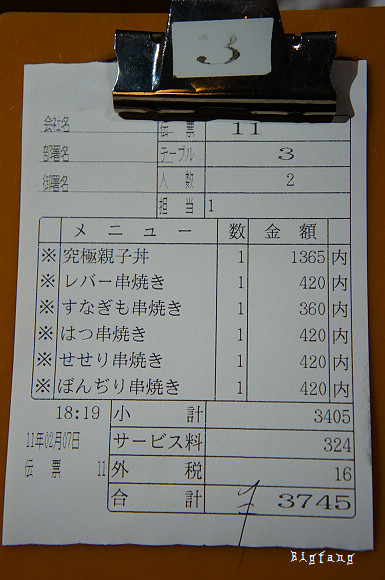 3
会社名 伝票 11
部署名 テーブル 3
御署名 人数 2
担当 1
メニュー 数 金額
※ 究極親子丼 1 1365 内
※ レバー串焼き 1 420 内
※ すなぎも串焼き 1 360 内
※ はつ串焼き 1 420 内
※ せせり串焼き 1 420 内
※ ぼんぢり串焼き 1 420 内
18:19 小計 3405
11年02月07日 サービス料 324
伝票 11 外税 16
合計 3745
Bigfang